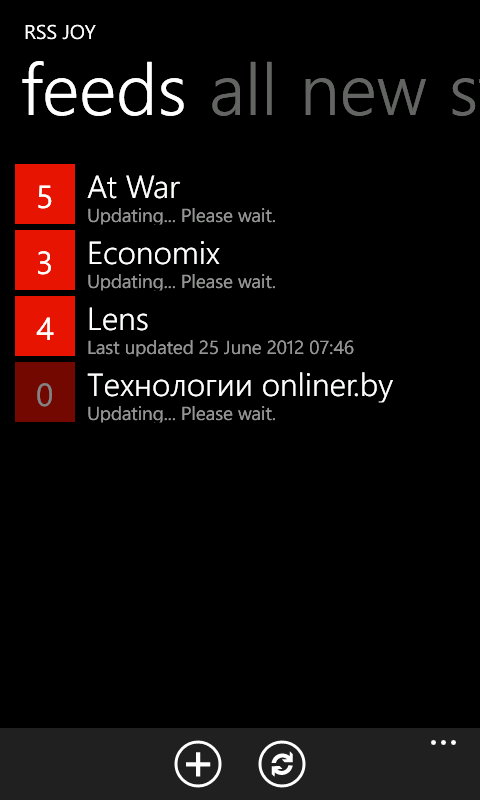 RSS JOY
feeds all new
5 At War
Updating... Please wait.
3 Economix
Updating... Please wait.
4 Lens
Last updated 25 June 2012 07:46
0 Технологии onliner.by
Updating... Please wait.